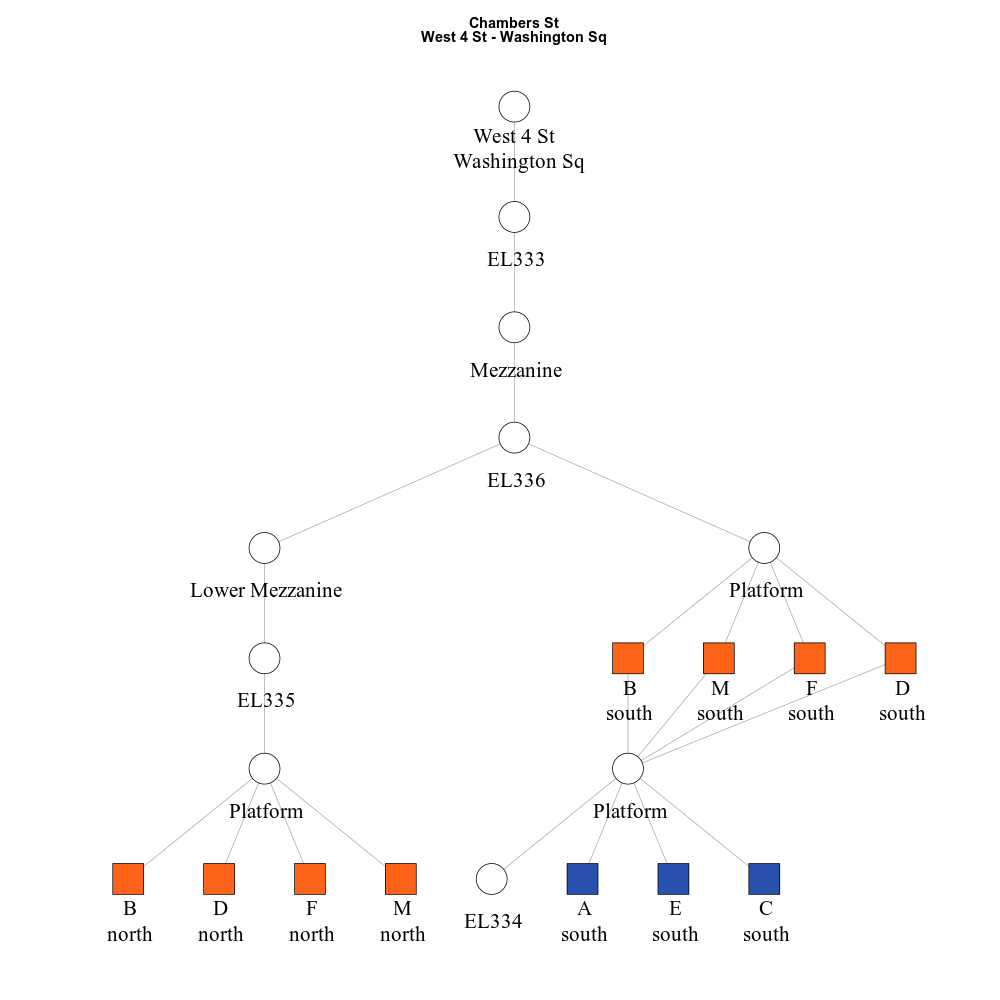 Chambers St
West 4 St - Washington Sq
West 4 St
Washington Sq
EL333
Mezzanine
EL336
Lower Mezzanine
Platform
B
south
M
south
F
south
D
south
EL335
Platform
Platform
B
north
D
north
F
north
M
north
EL334
A
south
E
south
C
south